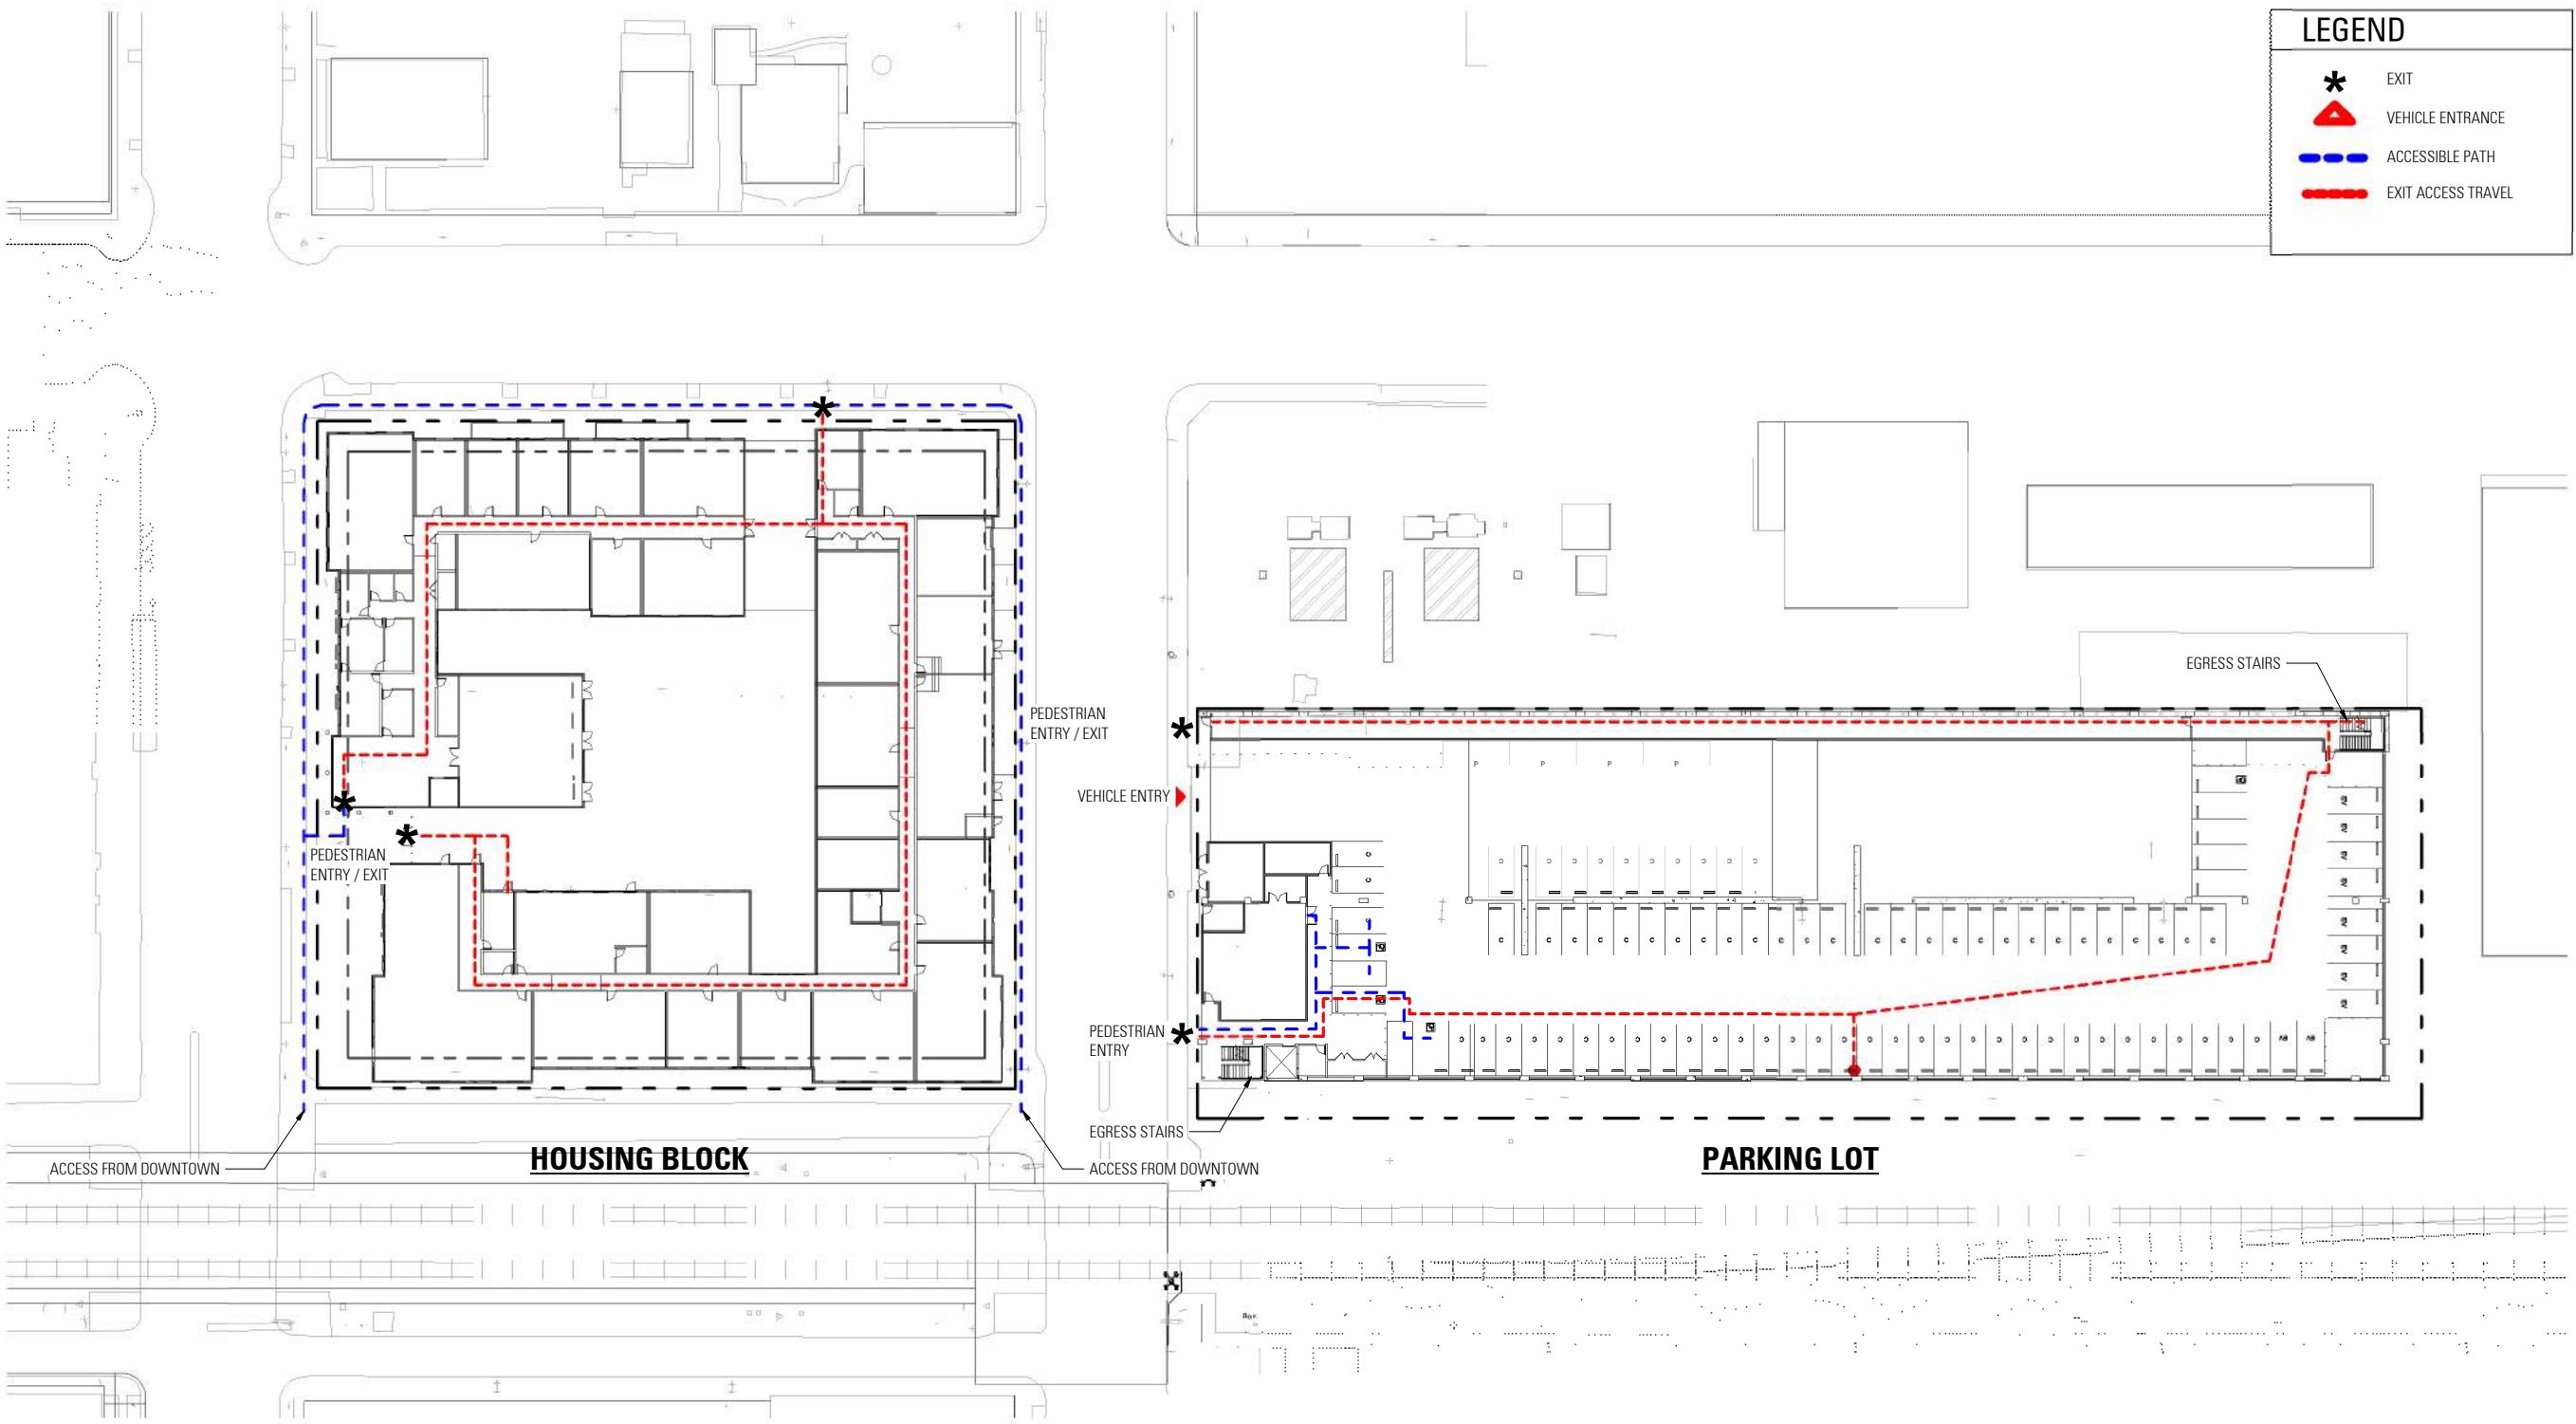 LEGEND
EXIT
VEHICLE ENTRANCE
ACCESSIBLE PATH
EXIT ACCESS TRAVEL
EGRESS STAIRS
PEDESTRIAN
ENTRY / EXIT
VEHICLE ENTRY
PEDESTRIAN
ENTRY / EXIT
PEDESTRIAN
ENTRY
EGRESS STAIRS
HOUSING BLOCK
PARKING LOT
ACCESS FROM DOWNTOWN
ACCESS FROM DOWNTOWN